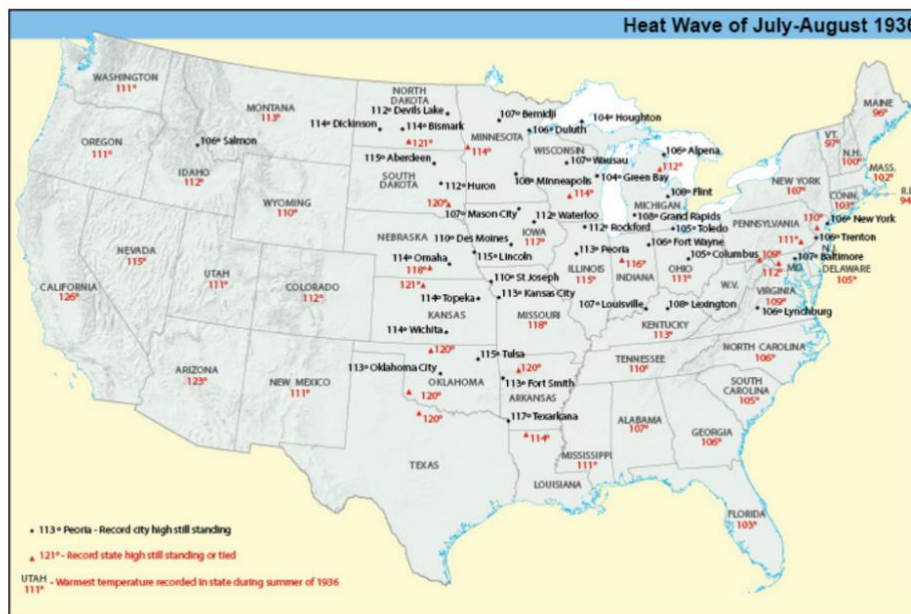 Heat Wave of July-August 1936
WASHINGTON
111°
OREGON
111°
106° Salmon
IDAHO
112°
MONTANA
113°
WYOMING
110°
NEVADA
115°
CALIFORNIA
126°
UTAH
111°
COLORADO
112°
ARIZONA
123°
NEW MEXICO
111°
NORTH
DAKOTA
112° Devils Lake
114° Dickinson
114° Bismark
121°
115° Aberdeen
SOUTH
DAKOTA
112° Huron
120°
NEBRASKA
114° Omaha
118°
115° Lincoln
121°
114° Topeka
KANSAS
114° Wichita
120°
113° Oklahoma City
115° Tulsa
OKLAHOMA
120°
120°
TEXAS
107° Bernidji
106° Duluth
MINNESOTA
114°
108° Minneapolis
107° Mason City
112° Waterloo
IOWA
117°
110° Des Moines
110° St Joseph
113° Kansas City
MISSOURI
118°
120°
113° Fort Smith
ARKANSAS
117° Texarkana
114°
LOUISIANA
104° Houghton
WISCONSIN
107° Wausau
104° Green Bay
114°
112° Rockford
113° Peoria
ILLINOIS
115°
106° Alpena
112°
108° Flint
MICHIGAN
108° Grand Rapids
105° Toledo
106° Fort Wayne
116°
INDIANA
105° Columbus
OHIO
111°
107° Louisville
108° Lexington
KENTUCKY
113°
TENNESSEE
110°
MISSISSIPPI
111°
ALABAMA
107°
GEORGIA
106°
FLORIDA
103°
SOUTH
CAROLINA
105°
NORTH CAROLINA
106°
W.V.
109°
112°
VIRGINIA
109°
106° Lynchburg
MD.
107° Baltimore
DELAWARE
105°
N.J.
106° Trenton
110°
106° New York
PENNSYLVANIA
111°
NEW YORK
107°
CONN.
103°
R.I.
94
MASS.
102°
N.H.
100°
VT.
97°
MAINE
96°
113° Peoria - Record city high still standing
121° - Record state high still standing or tied
UTAH - Warmest temperature recorded in state during summer of 1936
111°